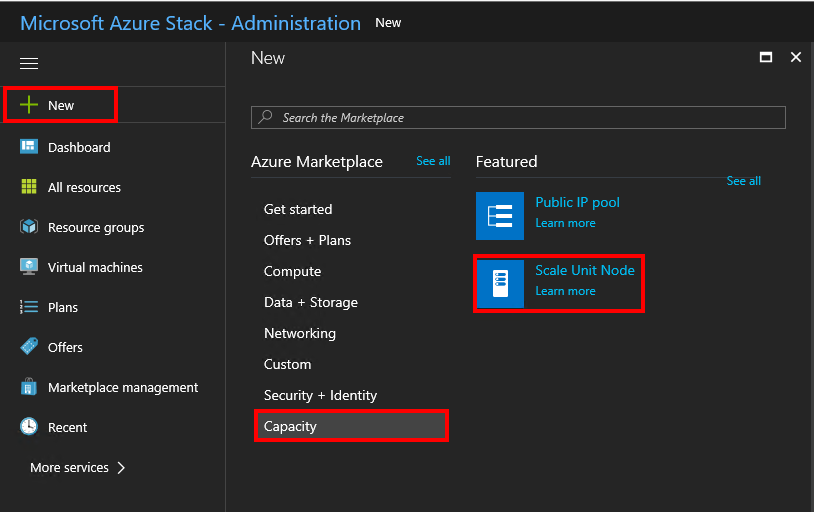 Microsoft Azure Stack - Administration New
New
New
Search the Marketplace
Dashboard
All resources
Resource groups
Virtual machines
Plans
Offers
Marketplace management
Recent
More services
Azure Marketplace See all
Get started
Offers + Plans
Compute
Data + Storage
Networking
Custom
Security + Identity
Capacity
Featured
See all
Public IP pool
Learn more
Scale Unit Node
Learn more